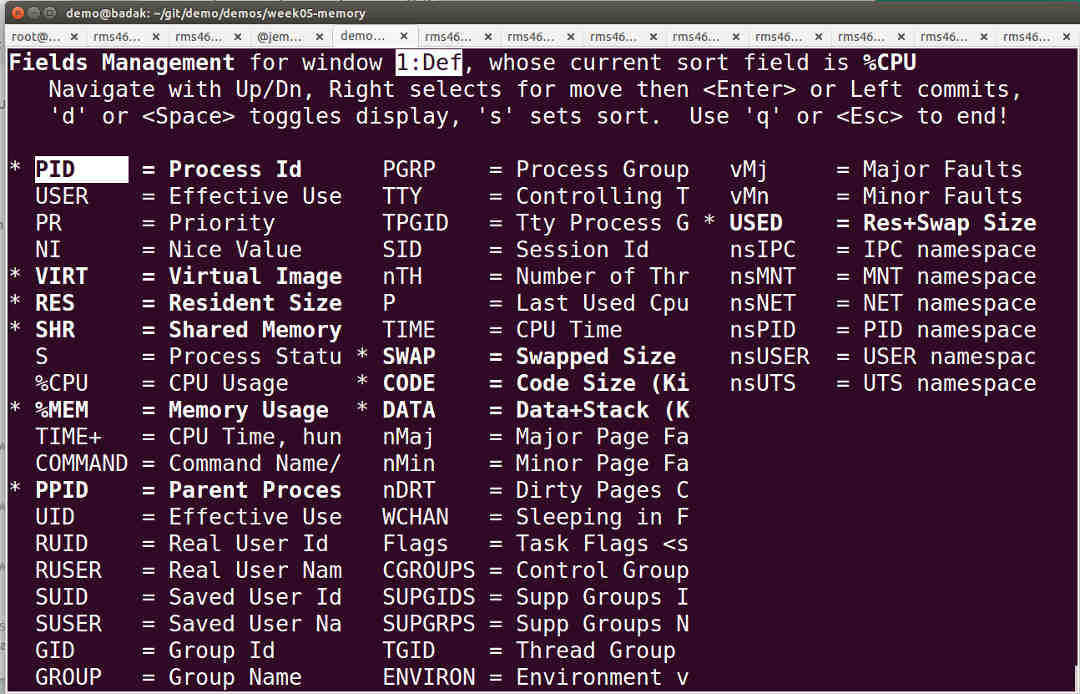 demo@badak: ~/git/demo/demos/week05-memory
root@... × rms46... × rms46... × @jem... × demo... × rms46... × rms46... × rms46... × rms46... × rms46... × rms46... × rms46... × rms46... ×
Fields Management for window 1:Def, whose current sort field is %CPU
Navigate with Up/Dn, Right selects for move then <Enter> or Left commits,
'd' or <Space> toggles display, 's' sets sort. Use 'q' or <Esc> to end!
* PID = Process Id PGRP = Process Group vMj = Major Faults
USER = Effective Use TTY = Controlling T vMn = Minor Faults
PR = Priority TPGID = Tty Process G * USED = Res+Swap Size
NI = Nice Value SID = Session Id nsIPC = IPC namespace
* VIRT = Virtual Image nTH = Number of Thr nsMNT = MNT namespace
* RES = Resident Size P = Last Used Cpu nsNET = NET namespace
* SHR = Shared Memory TIME = CPU Time nsPID = PID namespace
S = Process Statu * SWAP = Swapped Size nsUSER = USER namespac
%CPU = CPU Usage * CODE = Code Size (Ki nsUTS = UTS namespace
* %MEM = Memory Usage * DATA = Data+Stack (K
TIME+ = CPU Time, hun nMaj = Major Page Fa
COMMAND = Command Name/ nMin = Minor Page Fa
* PPID = Parent Proces nDRT = Dirty Pages C
UID = Effective Use WCHAN = Sleeping in F
RUID = Real User Id Flags = Task Flags <s
RUSER = Real User Nam CGROUPS = Control Group
SUID = Saved User Id SUPGIDS = Supp Groups I
SUSER = Saved User Na SUPGRPS = Supp Groups N
GID = Group Id TGID = Thread Group
GROUP = Group Name ENVIRON = Environment v